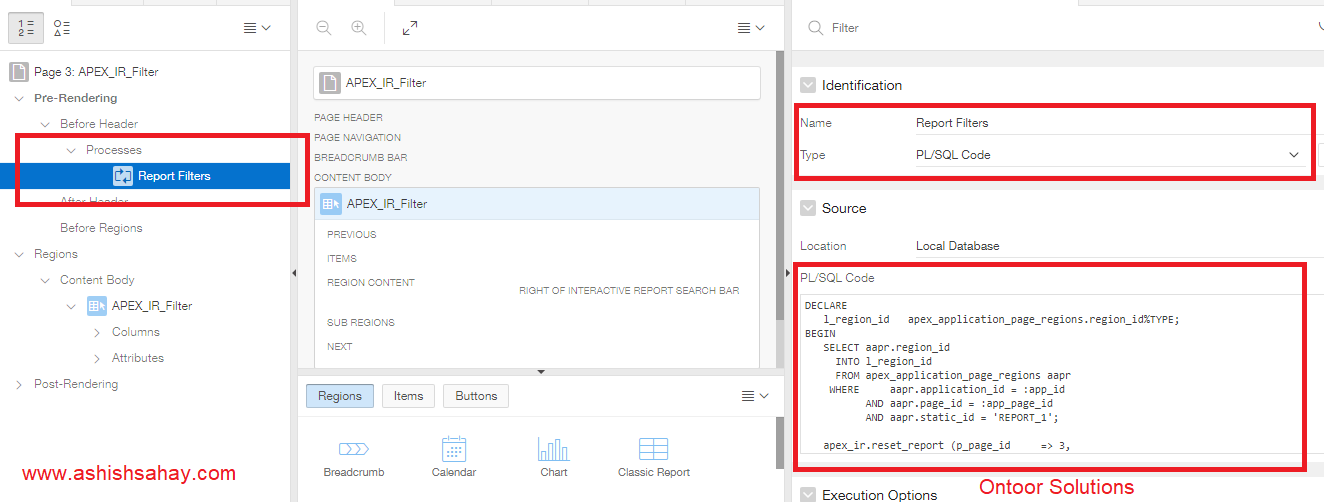 Page 3: APEX_IR_Filter
Pre-Rendering
Before Header
Processes
Report Filters
After Header
Before Regions
Regions
Content Body
APEX_IR_Filter
Columns
Attributes
Post-Rendering
www.ashishsahay.com
APEX_IR_Filter
PAGE HEADER
PAGE NAVIGATION
BREADCRUMB BAR
CONTENT BODY
APEX_IR_Filter
PREVIOUS
ITEMS
REGION CONTENT
RIGHT OF INTERACTIVE REPORT SEARCH BAR
SUB REGIONS
NEXT
Regions Items Buttons
Breadcrumb Calendar Chart Classic Report
Filter
Identification
Name Report Filters
Type PL/SQL Code
Source
Location Local Database
PL/SQL Code
DECLARE
l_region_id apex_application_page_regions.region_id%TYPE;
BEGIN
SELECT aapr.region_id
INTO l_region_id
FROM apex_application_page_regions aapr
WHERE aapr.application_id = :app_id
AND aapr.page_id = :app_page_id
AND aapr.static_id = 'REPORT_1';
apex_ir.reset_report (p_page_id => 3,
Execution Options
Ontoor Solutions